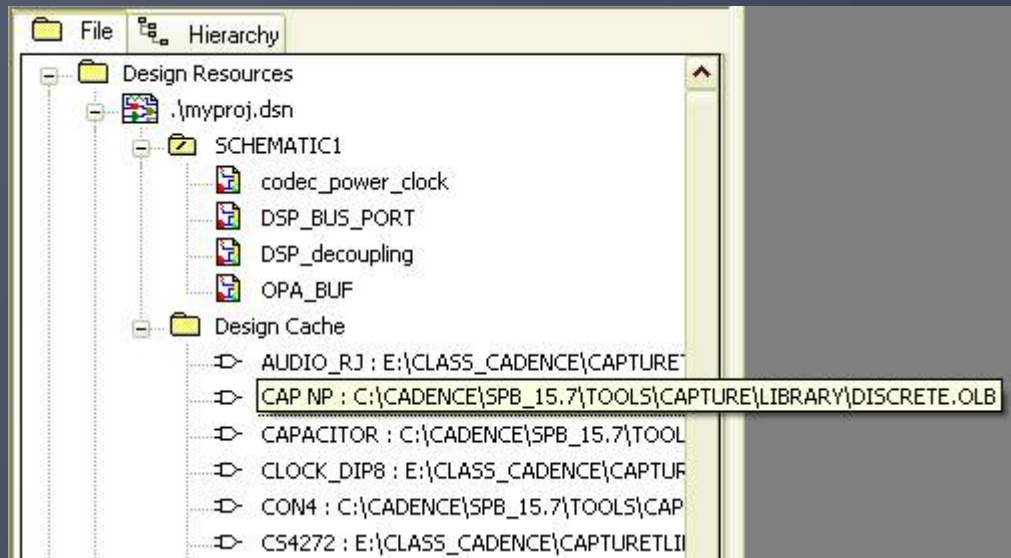 File Hierarchy
Design Resources
.\myproj.dsn
SCHEMATIC1
codec_power_clock
DSP_BUS_PORT
DSP_decoupling
OPA_BUF
Design Cache
AUDIO_RJ : E:\CLASS_CADENCE\CAPTURE
CAP NP : C:\CADENCE\SPB_15.7\TOOLS\CAPTURE\LIBRARY\DISCRETE.OLB
CAPACITOR : C:\CADENCE\SPB_15.7\TOOL
CLOCK_DIP8 : E:\CLASS_CADENCE\CAPTUR
CON4 : C:\CADENCE\SPB_15.7\TOOLS\CAP
CS4272 : E:\CLASS_CADENCE\CAPTURETLI